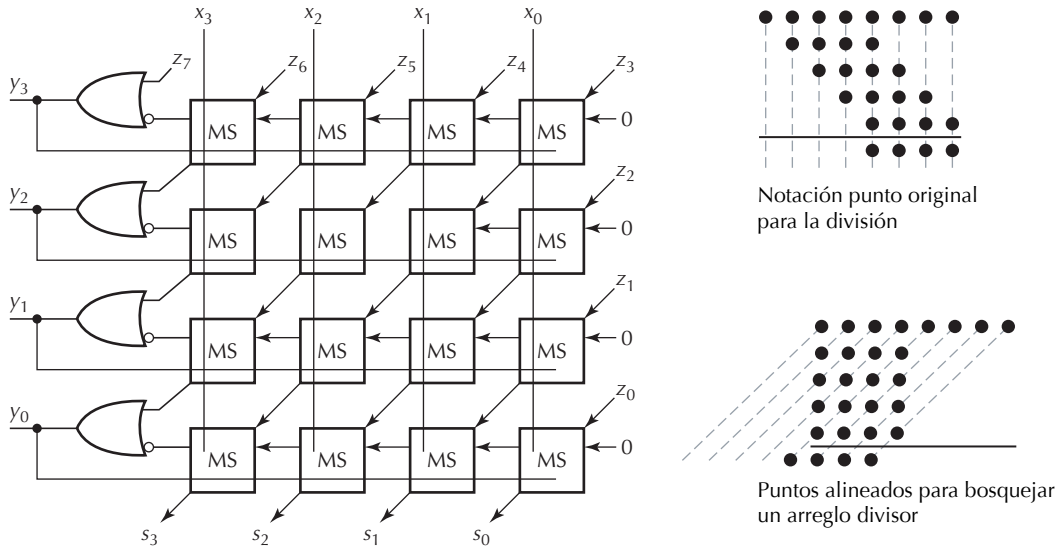 x3 x2 x1 x0
z7 z6 z5 z4 z3
y3 MS MS MS MS 0
z2
y2 MS MS MS MS 0
z1
y1 MS MS MS MS 0
z0
y0 MS MS MS MS 0
s3 s2 s1 s0
Notación punto original
para la división
Puntos alineados para bosquejar
un arreglo divisor